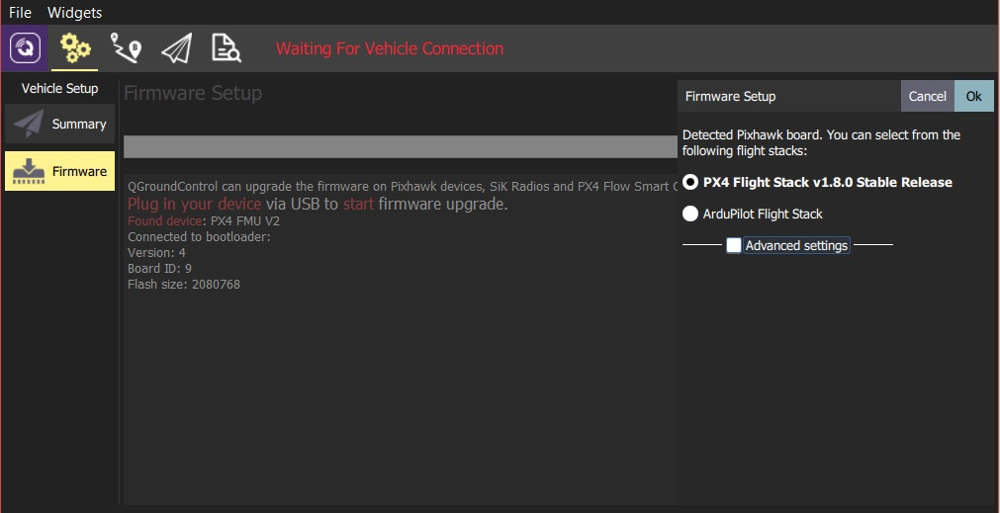 File Widgets
Waiting For Vehicle Connection
Vehicle Setup
Summary
Firmware
Firmware Setup
QGroundControl can upgrade the firmware on Pixhawk devices, SiK Radios and PX4 Flow Smart
Plug in your device via USB to start firmware upgrade.
Found device: PX4 FMU V2
Connected to bootloader:
Version: 4
Board ID: 9
Flash size: 2080768
Firmware Setup Cancel Ok
Detected Pixhawk board. You can select from the
following flight stacks:
PX4 Flight Stack v1.8.0 Stable Release
ArduPilot Flight Stack
Advanced settings